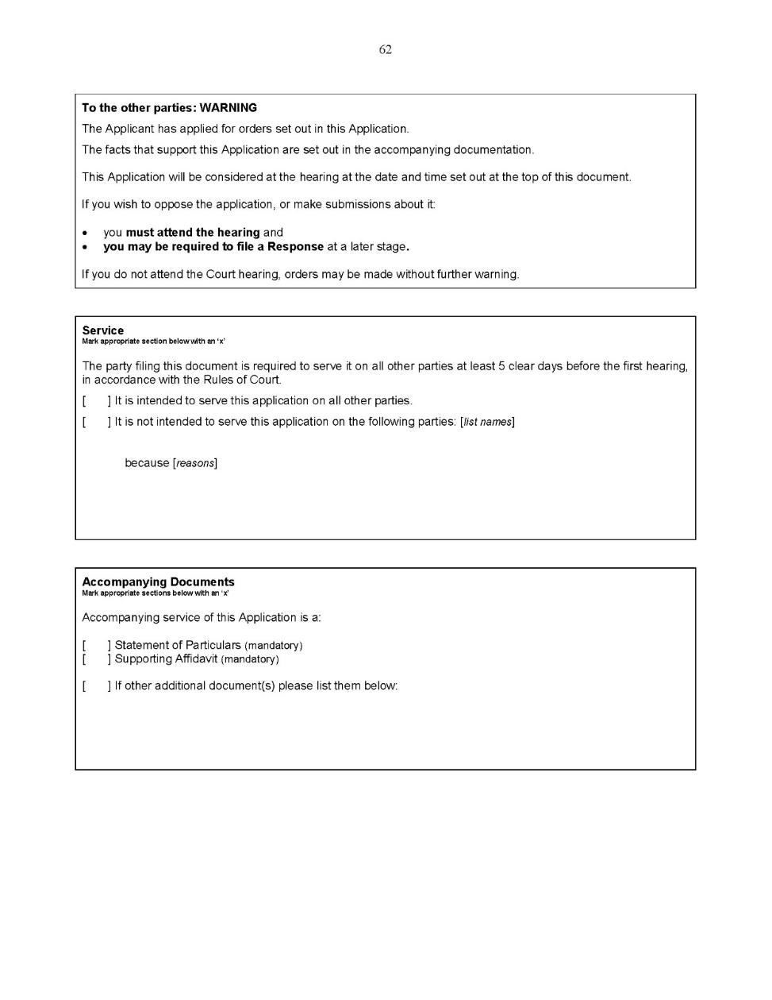 62
To the other parties: WARNING
The Applicant has applied for orders set out in this Application.
The facts that support this Application are set out in the accompanying documentation.
This Application will be considered at the hearing at the date and time set out at the top of this document.
If you wish to oppose the application, or make submissions about it:
• you must attend the hearing and
• you may be required to file a Response at a later stage.
If you do not attend the Court hearing, orders may be made without further warning.
Service
Mark appropriate section below with an ‘x’
The party filing this document is required to serve it on all other parties at least 5 clear days before the first hearing,
in accordance with the Rules of Court.
[ ] It is intended to serve this application on all other parties.
[ ] It is not intended to serve this application on the following parties: [list names]
because [reasons]
Accompanying Documents
Mark appropriate sections below with an ‘x’
Accompanying service of this Application is a:
[ ] Statement of Particulars (mandatory)
[ ] Supporting Affidavit (mandatory)
[ ] If other additional document(s) please list them below: